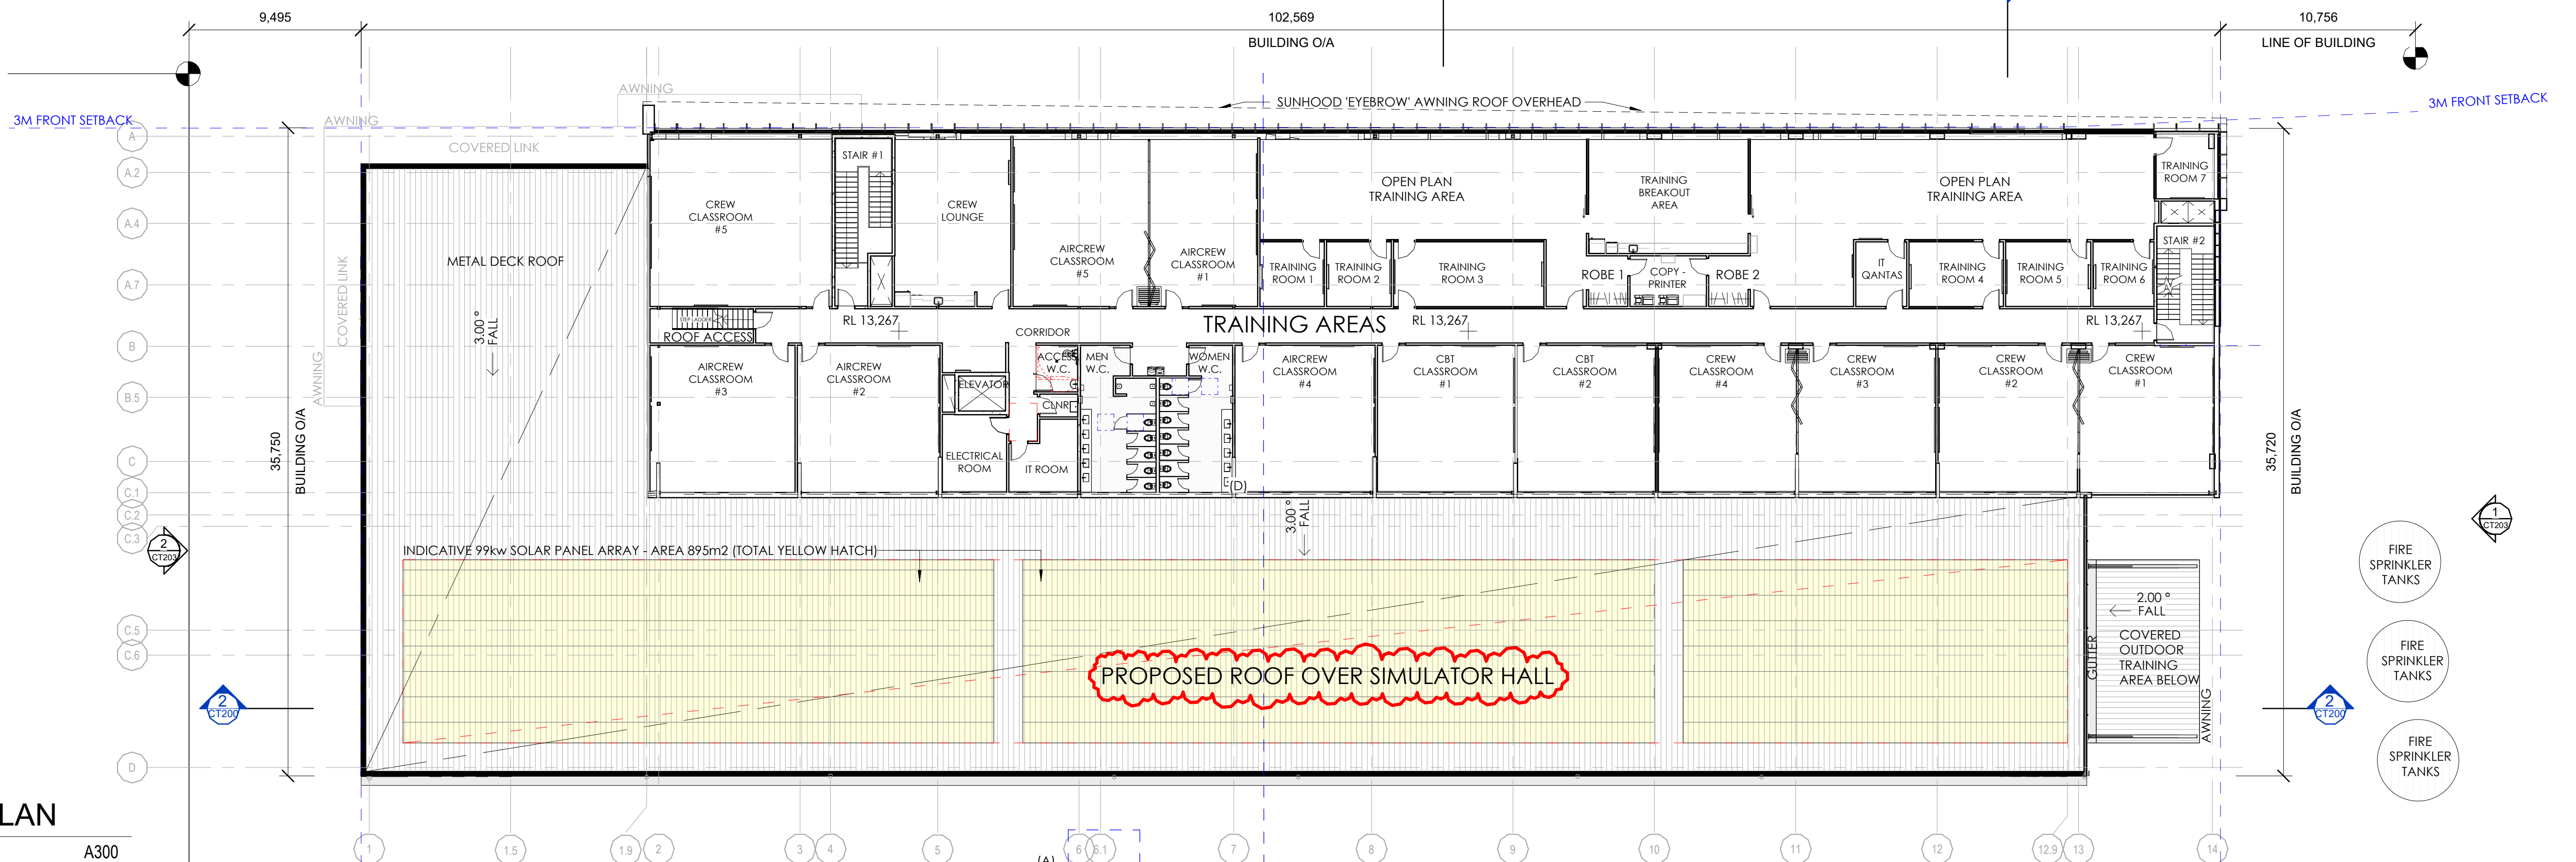 9,495
102,569
10,756
BUILDING O/A
LINE OF BUILDING
AWNING
SUNHOOD 'EYEBROW' AWNING ROOF OVERHEAD
3M FRONT SETBACK
3M FRONT SETBACK
AWNING
COVERED LINK
A
A.2
A.4
A.7
B
B.5
C
C.1
C.2
C.3
C.5
C.6
D
STAIR #1
TRAINING
ROOM 7
OPEN PLAN
TRAINING AREA
TRAINING
BREAKOUT
AREA
OPEN PLAN
TRAINING AREA
CREW
CLASSROOM
#5
CREW
LOUNGE
AIRCREW
CLASSROOM
#5
AIRCREW
CLASSROOM
#1
STAIR #2
METAL DECK ROOF
COVERED LINK
AWNING
TRAINING
ROOM 1
TRAINING
ROOM 2
TRAINING
ROOM 3
ROBE 1
COPY -
PRINTER
ROBE 2
IT
QANTAS
TRAINING
ROOM 4
TRAINING
ROOM 5
TRAINING
ROOM 6
3.00 °
FALL
STEP LADDER
ROOF ACCESS
RL 13,267
CORRIDOR
TRAINING AREAS
RL 13,267
RL 13,267
AIRCREW
CLASSROOM
#3
AIRCREW
CLASSROOM
#2
ELEVATOR
ACCESS
W.C.
CLNR
MEN
W.C.
WOMEN
W.C.
AIRCREW
CLASSROOM
#4
CBT
CLASSROOM
#1
CBT
CLASSROOM
#2
CREW
CLASSROOM
#4
CREW
CLASSROOM
#3
CREW
CLASSROOM
#2
CREW
CLASSROOM
#1
35,750
BUILDING O/A
35,720
BUILDING O/A
ELECTRICAL
ROOM
IT ROOM
(D)
3.00 °
FALL
2
CT203
1
CT203
INDICATIVE 99kw SOLAR PANEL ARRAY - AREA 895m2 (TOTAL YELLOW HATCH)
FIRE
SPRINKLER
TANKS
2.00 °
FALL
GUTTER
COVERED
OUTDOOR
TRAINING
AREA BELOW
AWNING
FIRE
SPRINKLER
TANKS
PROPOSED ROOF OVER SIMULATOR HALL
2
CT200
2
CT200
FIRE
SPRINKLER
TANKS
LAN
A300
1
1.5
1.9
2
3
4
5
(A)
6
6.1
7
8
9
10
11
12
12.9
13
14